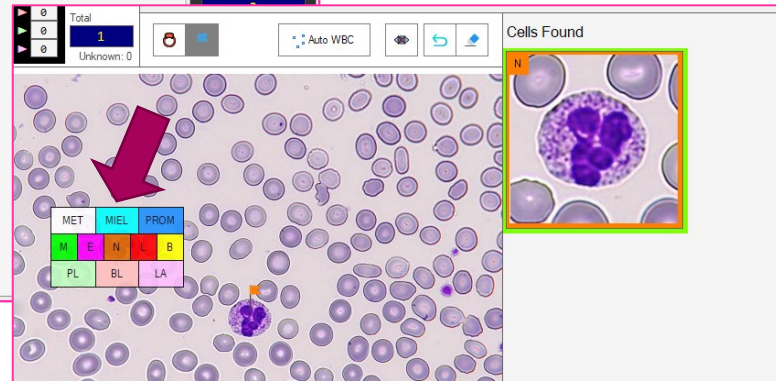 0
0
0
Total
1
Unknown: 0
Auto WBC
Cells Found
N
MET MIEL PROM
M E N L B
PL BL LA